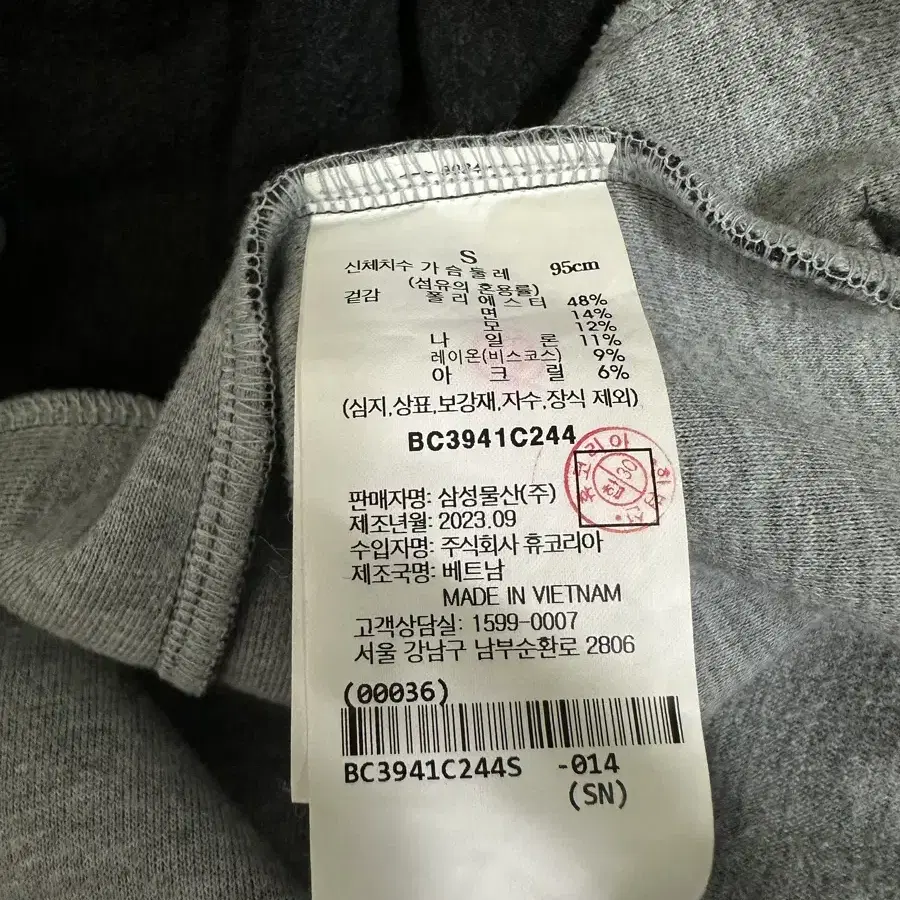 S
신체치수 가슴둘레 95cm
(섬유의 혼용률)
겉감 폴리에스터 48%
면 14%
모 12%
나일론 11%
레이온(비스코스) 9%
아크릴 6%
(심지,상표,보강재,자수,장식 제외)
BC3941C244
휴코리아
검 30
판매자명: 삼성물산(주)
제조년월: 2023.09
수입자명: 주식회사 휴코리아
제조국명: 베트남
MADE IN VIETNAM
고객상담실: 1599-0007
서울 강남구 남부순환로 2806
(00036)
BC3941C244S -014
(SN)